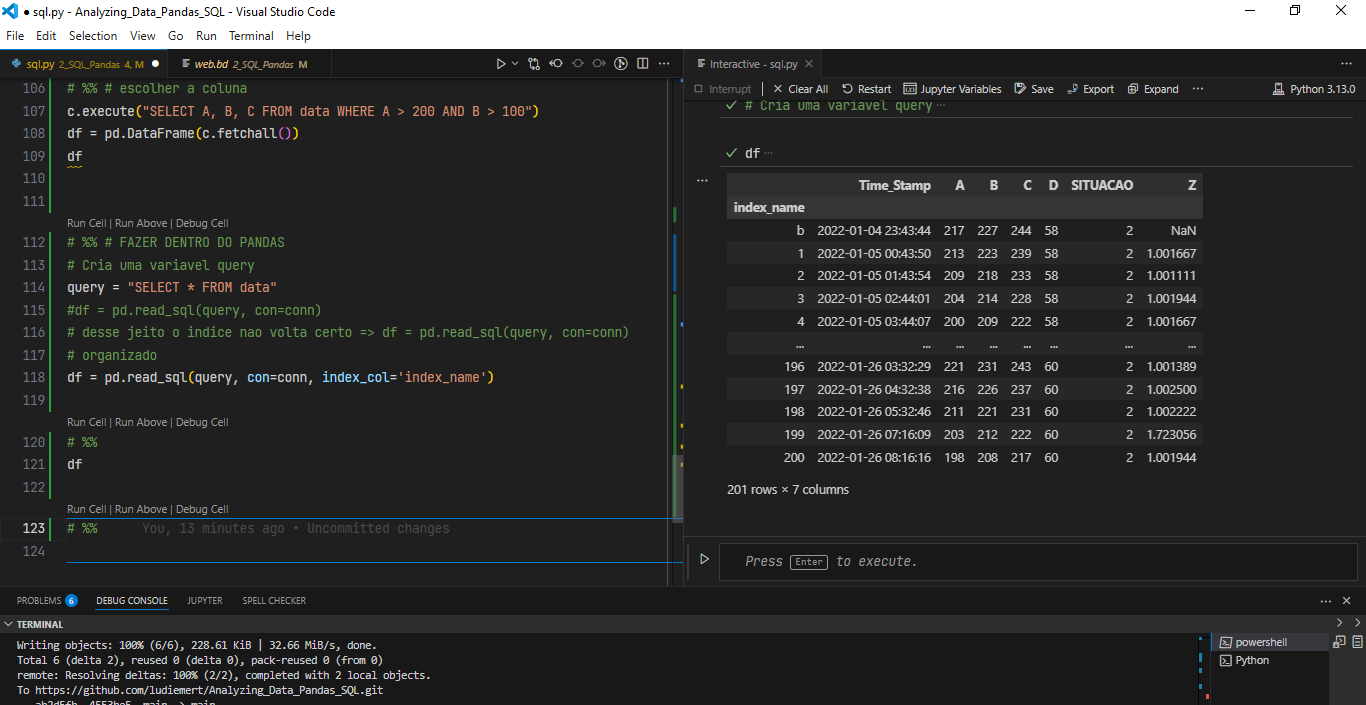 ● sql.py - Analyzing_Data_Pandas_SQL - Visual Studio Code
File Edit Selection View Go Run Terminal Help
sql.py 2_SQL_Pandas 4, M ●
web.bd 2_SQL_Pandas M
106 # %% # escolher a coluna
107 c.execute("SELECT A, B, C FROM data WHERE A > 200 AND B > 100")
108 df = pd.DataFrame(c.fetchall())
109 df
110
111
Run Cell | Run Above | Debug Cell
112 # %% # FAZER DENTRO DO PANDAS
113 # Cria uma variavel query
114 query = "SELECT * FROM data"
115 #df = pd.read_sql(query, con=conn)
116 # desse jeito o indice nao volta certo => df = pd.read_sql(query, con=conn)
117 # organizado
118 df = pd.read_sql(query, con=conn, index_col='index_name')
119
Run Cell | Run Above | Debug Cell
120 # %%
121 df
122
Run Cell | Run Above | Debug Cell
123 # %% You, 13 minutes ago • Uncommitted changes
124
Interactive - sql.py
Interrupt | Clear All Restart Jupyter Variables Save Export Expand ··· Python 3.13.0
# Cria uma variavel query ···
df ···
Time_Stamp A B C D SITUACAO Z
index_name
b 2022-01-04 23:43:44 217 227 244 58 2 NaN
1 2022-01-05 00:43:50 213 223 239 58 2 1.001667
2 2022-01-05 01:43:54 209 218 233 58 2 1.001111
3 2022-01-05 02:44:01 204 214 228 58 2 1.001944
4 2022-01-05 03:44:07 200 209 222 58 2 1.001667
... ... ... ... ... ... ... ...
196 2022-01-26 03:32:29 221 231 243 60 2 1.001389
197 2022-01-26 04:32:38 216 226 237 60 2 1.002500
198 2022-01-26 05:32:46 211 221 231 60 2 1.002222
199 2022-01-26 07:16:09 203 212 222 60 2 1.723056
200 2022-01-26 08:16:16 198 208 217 60 2 1.001944
201 rows × 7 columns
Press Enter to execute.
PROBLEMS 6 DEBUG CONSOLE JUPYTER SPELL CHECKER
TERMINAL
Writing objects: 100% (6/6), 228.61 KiB | 32.66 MiB/s, done.
Total 6 (delta 2), reused 0 (delta 0), pack-reused 0 (from 0)
remote: Resolving deltas: 100% (2/2), completed with 2 local objects.
To https://github.com/ludiemert/Analyzing_Data_Pandas_SQL.git
main -> main
powershell
Python